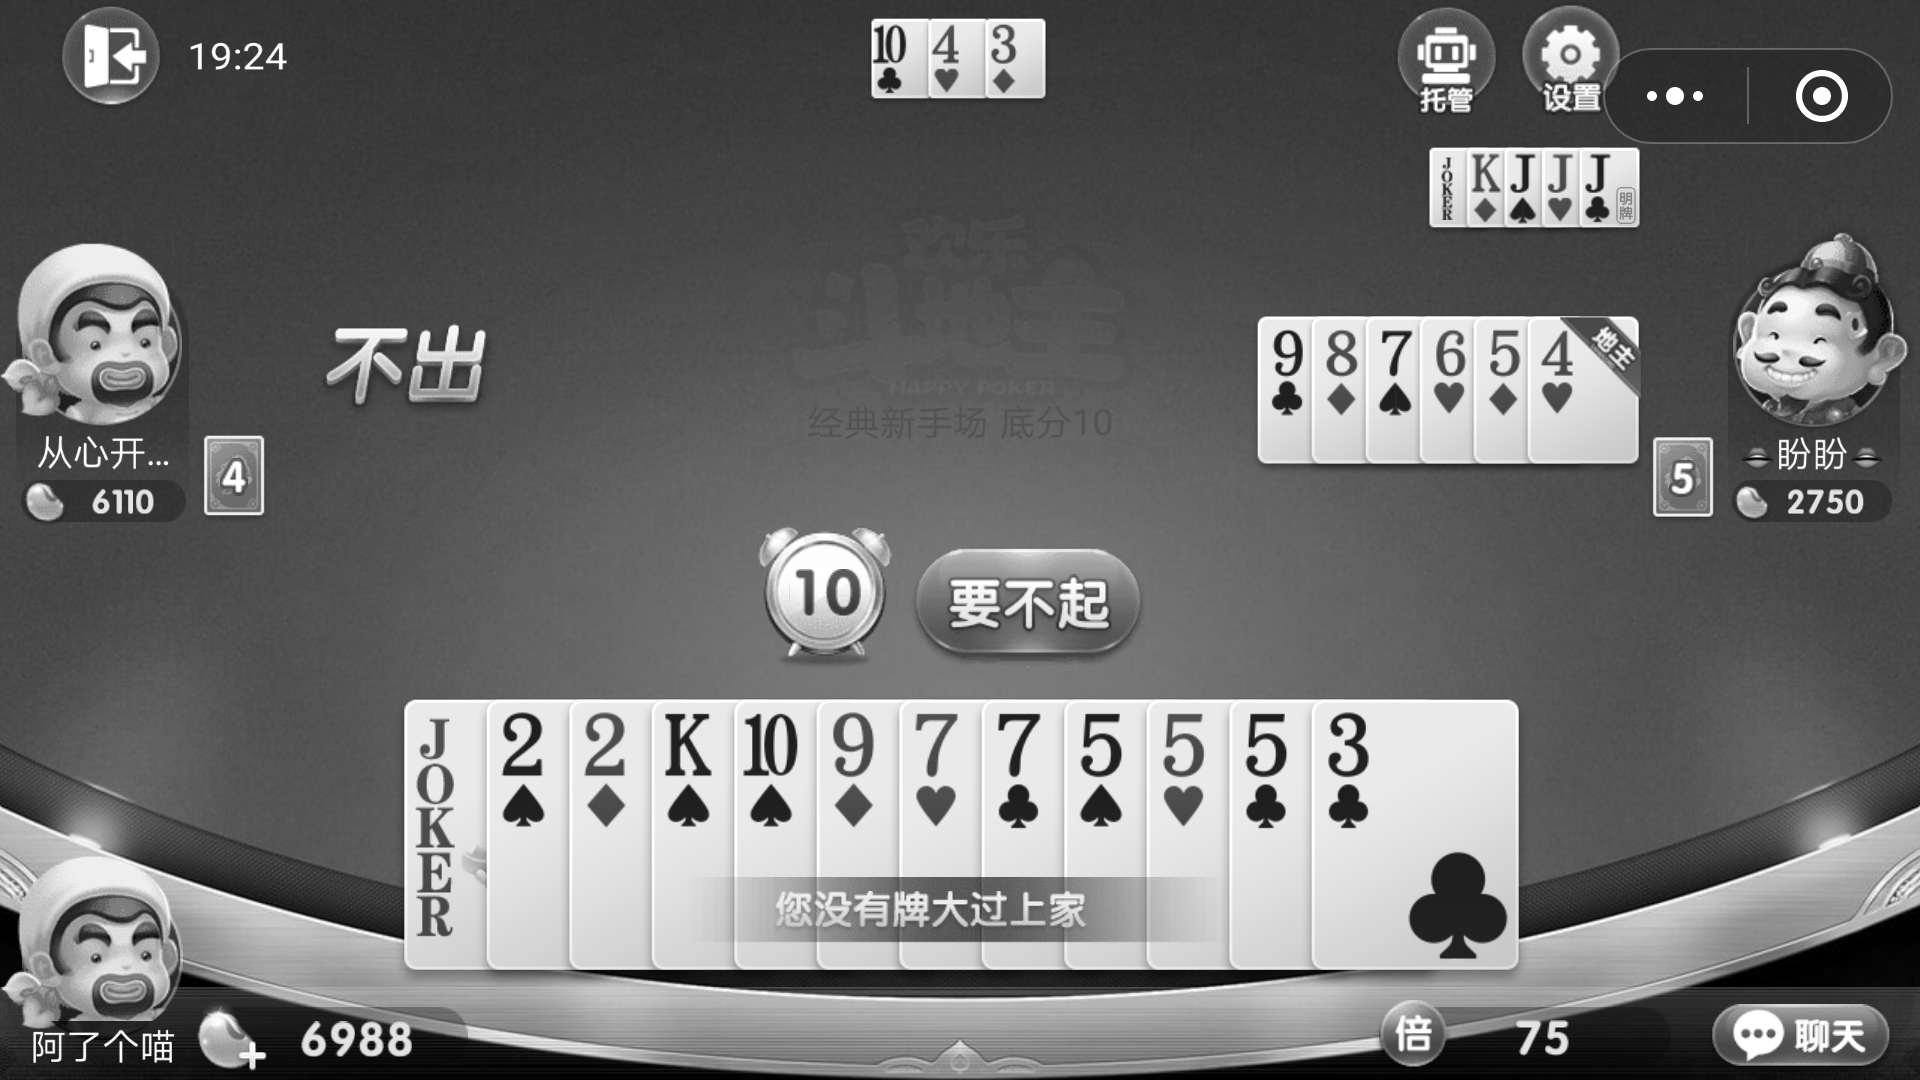 19:24
10 4 3
托管
设置
JOKER K J J J
明牌
欢乐
斗地主
HAPPY POKER
经典新手场 底分10
不出
9 8 7 6 5 4
地主
从心开...
4
6110
5
盼盼
2750
10
要不起
JOKER 2 2 K 10 9 7 7 5 5 5 3
您没有牌大过上家
阿了个喵
6988
倍 75
聊天